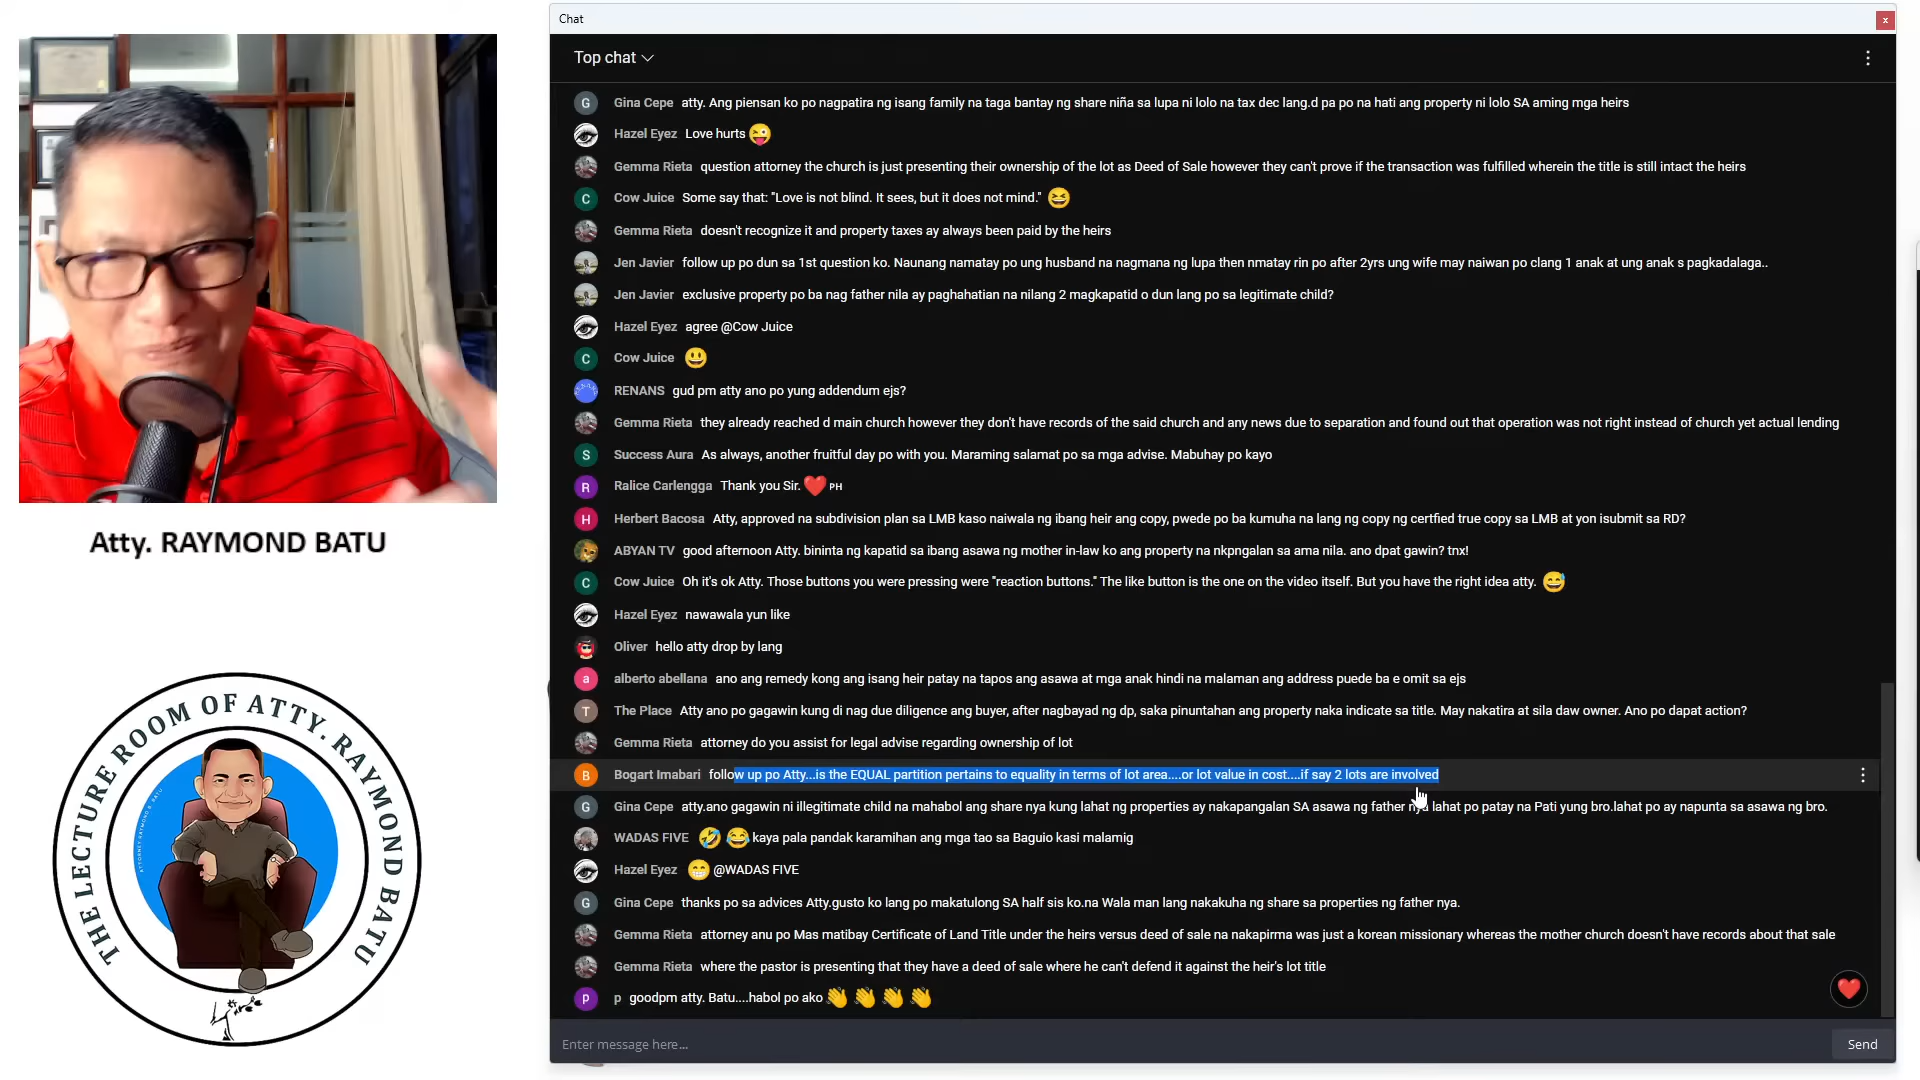 Chat
x
Top chat
G Gina Cepe atty. Ang piensan ko po nagpatira ng isang family na taga bantay ng share niña sa lupa ni lolo na tax dec lang.d pa po na hati ang property ni lolo SA aming mga heirs
Hazel Eyez Love hurts 😜
Gemma Rieta question attorney the church is just presenting their ownership of the lot as Deed of Sale however they can't prove if the transaction was fulfilled wherein the title is still intact the heirs
C Cow Juice Some say that: "Love is not blind. It sees, but it does not mind." 😆
Gemma Rieta doesn't recognize it and property taxes ay always been paid by the heirs
Jen Javier follow up po dun sa 1st question ko. Naunang namatay po ung husband na nagmana ng lupa then nmatay rin po after 2yrs ung wife may naiwan po clang 1 anak at ung anak s pagkadalaga..
Jen Javier exclusive property po ba nag father nila ay paghahatian na nilang 2 magkapatid o dun lang po sa legitimate child?
Hazel Eyez agree @Cow Juice
C Cow Juice 😃
RENANS gud pm atty ano po yung addendum ejs?
Gemma Rieta they already reached d main church however they don't have records of the said church and any news due to separation and found out that operation was not right instead of church yet actual lending
S Success Aura As always, another fruitful day po with you. Maraming salamat po sa mga advise. Mabuhay po kayo
R Ralice Carlengga Thank you Sir. ❤️ PH
H Herbert Bacosa Atty, approved na subdivision plan sa LMB kaso naiwala ng ibang heir ang copy, pwede po ba kumuha na lang ng copy ng certfied true copy sa LMB at yon isubmit sa RD?
ABYAN TV good afternoon Atty. bininta ng kapatid sa ibang asawa ng mother in-law ko ang property na nkpngalan sa ama nila. ano dpat gawin? tnx!
C Cow Juice Oh it's ok Atty. Those buttons you were pressing were "reaction buttons." The like button is the one on the video itself. But you have the right idea atty. 😅
Hazel Eyez nawawala yun like
Oliver hello atty drop by lang
a alberto abellana ano ang remedy kong ang isang heir patay na tapos ang asawa at mga anak hindi na malaman ang address puede ba e omit sa ejs
T The Place Atty ano po gagawin kung di nag due diligence ang buyer, after nagbayad ng dp, saka pinuntahan ang property naka indicate sa title. May nakatira at sila daw owner. Ano po dapat action?
Gemma Rieta attorney do you assist for legal advise regarding ownership of lot
B Bogart Imabari follow up po Atty...is the EQUAL partition pertains to equality in terms of lot area....or lot value in cost....if say 2 lots are involved
G Gina Cepe atty.ano gagawin ni illegitimate child na mahabol ang share nya kung lahat ng properties ay nakapangalan SA asawa ng father nya lahat po patay na Pati yung bro.lahat po ay napunta sa asawa ng bro.
WADAS FIVE 🤣 😂 kaya pala pandak karamihan ang mga tao sa Baguio kasi malamig
Hazel Eyez 😁 @WADAS FIVE
G Gina Cepe thanks po sa advices Atty.gusto ko lang po makatulong SA half sis ko.na Wala man lang nakakuha ng share sa properties ng father nya.
Gemma Rieta attorney anu po Mas matibay Certificate of Land Title under the heirs versus deed of sale na nakapirma was just a korean missionary whereas the mother church doesn't have records about that sale
Gemma Rieta where the pastor is presenting that they have a deed of sale where he can't defend it against the heir's lot title
p p goodpm atty. Batu....habol po ako 👋 👋 👋 👋
Enter message here...
Send
Atty. RAYMOND BATU
THE LECTURE ROOM OF ATTY. RAYMOND BATU